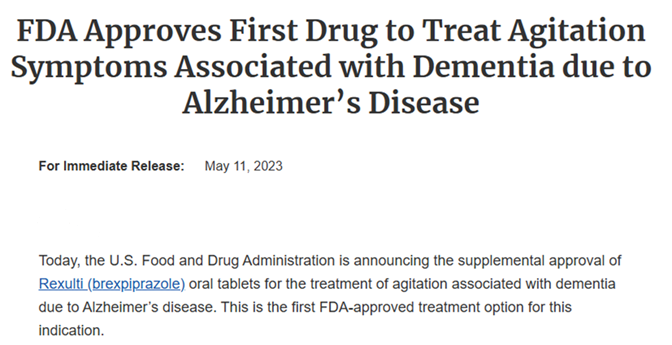 FDA Approves First Drug to Treat Agitation
Symptoms Associated with Dementia due to
Alzheimer’s Disease
For Immediate Release: May 11, 2023
Today, the U.S. Food and Drug Administration is announcing the supplemental approval of
Rexulti (brexpiprazole) oral tablets for the treatment of agitation associated with dementia
due to Alzheimer’s disease. This is the first FDA-approved treatment option for this
indication.